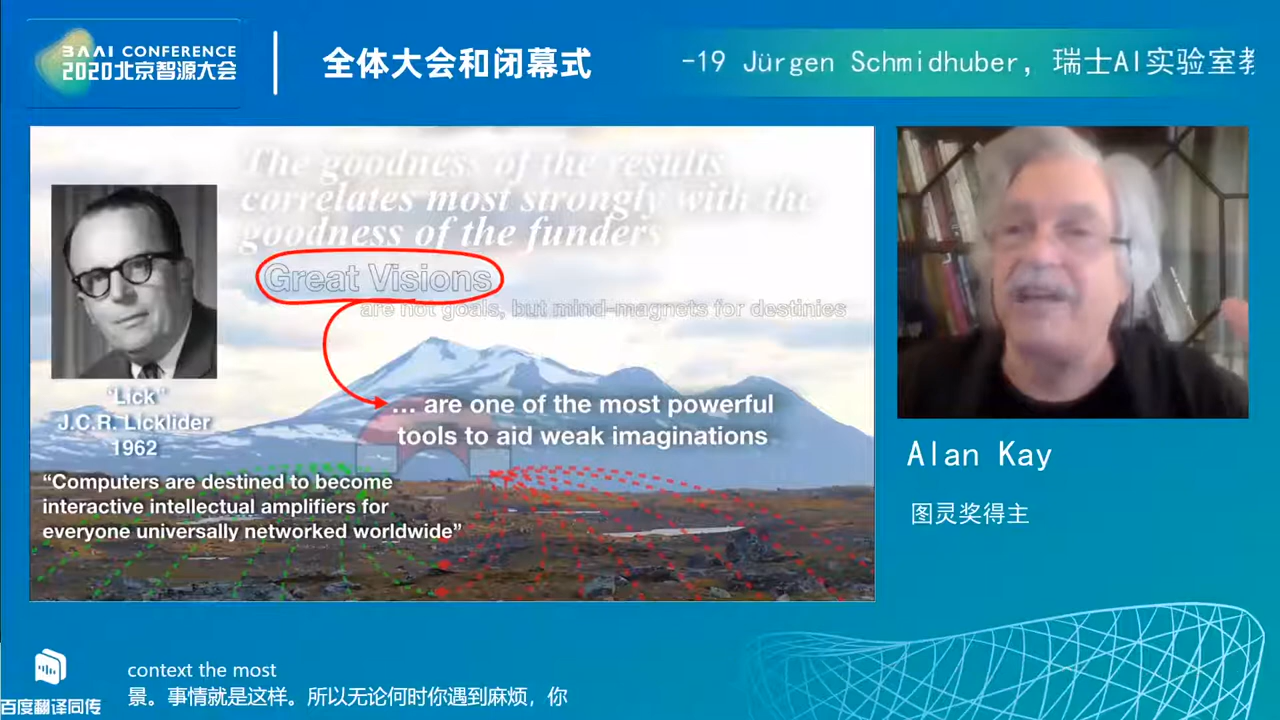 BAAI CONFERENCE
2020北京智源大会
全体大会和闭幕式
-19 Jürgen Schmidhuber，瑞士AI实验室教
The goodness of the results
correlates most strongly with the
goodness of the funders
Great Visions
are not goals, but mind-magnets for destinies
… are one of the most powerful
tools to aid weak imaginations
“Lick”
J.C.R. Licklider
1962
“Computers are destined to become
interactive intellectual amplifiers for
everyone universally networked worldwide”
Alan Kay
图灵奖得主
百度翻译同传
context the most
景。事情就是这样。所以无论何时你遇到麻烦，你